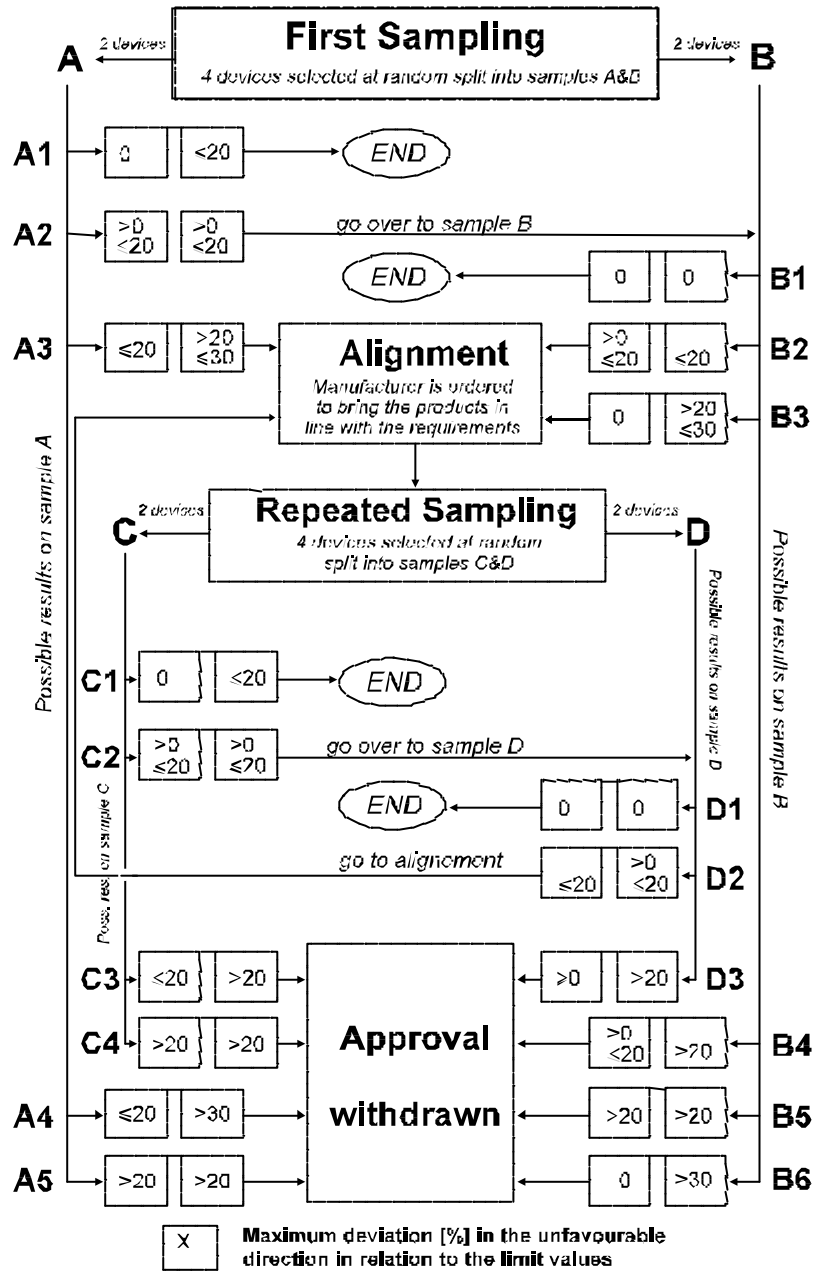 First Sampling
4 devices selected at random split into samples A&B
A
2 devices
2 devices
B
A1
0
<20
END
A2
>0
<20
>0
<20
go over to sample B
END
0
0
B1
A3
≤20
>20
≤30
Alignment
Manufacturer is ordered
to bring the products in
line with the requirements
>0
≤20
<20
B2
0
>20
≤30
B3
Possible results on sample A
Repeated Sampling
4 devices selected at random
split into samples C&D
C
2 devices
2 devices
D
Possible results on sample D
Possible results on sample B
C1
0
<20
END
C2
>0
≤20
>0
≤20
go over to sample D
END
0
0
D1
Poss. res. on sample C
go to alignement
≤20
>0
<20
D2
C3
<20
>20
Approval
withdrawn
≥0
>20
D3
C4
>20
>20
>0
<20
>20
B4
A4
≤20
>30
>20
>20
B5
A5
>20
>20
0
>30
B6
X
Maximum deviation [%] in the unfavourable
direction in relation to the limit values